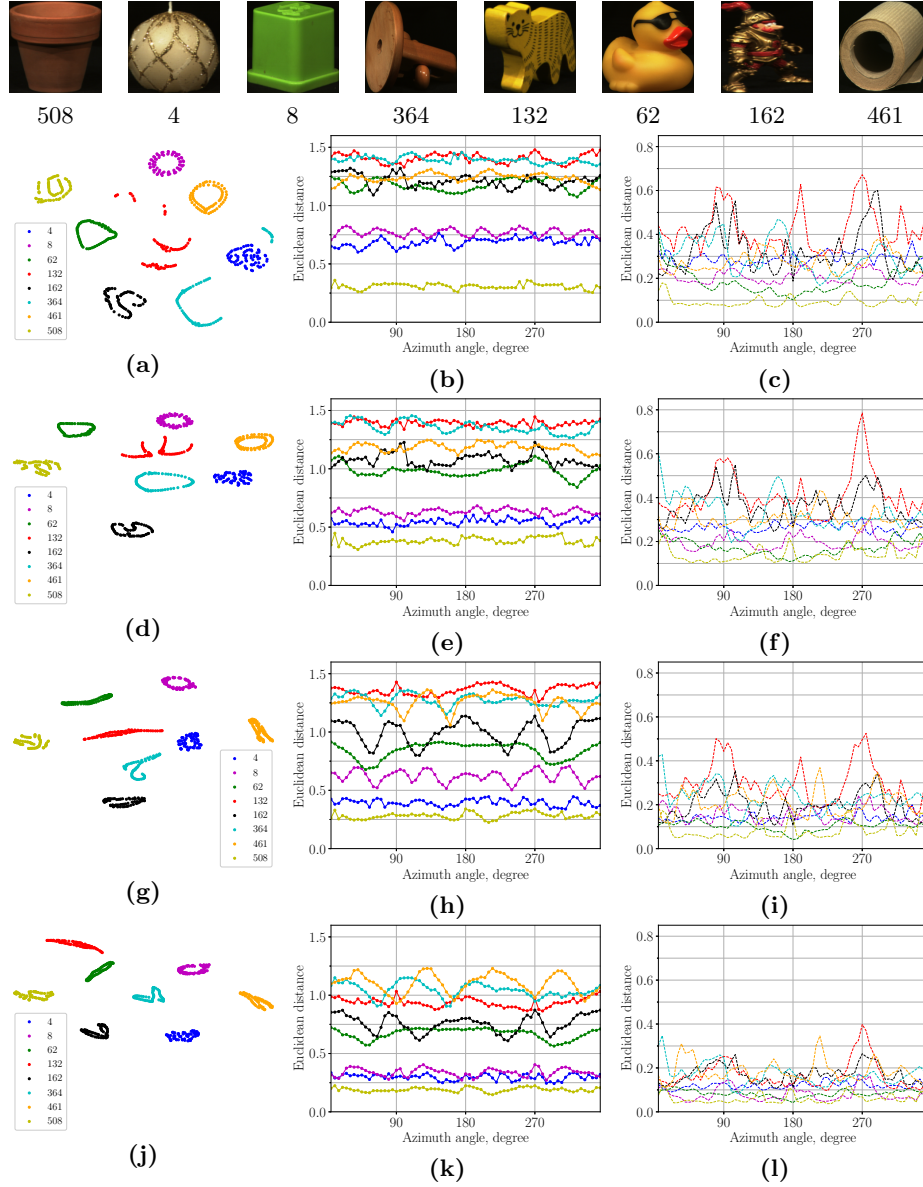 508 4 8 364 132 62 162 461
4
8
62
132
162
364
461
508
(a)
Euclidean distance
1.5
1.0
0.5
0.0
90 180 270
Azimuth angle, degree
(b)
Euclidean distance
0.8
0.6
0.4
0.2
0.0
90 180 270
Azimuth angle, degree
(c)
4
8
62
132
162
364
461
508
(d)
Euclidean distance
1.5
1.0
0.5
0.0
90 180 270
Azimuth angle, degree
(e)
Euclidean distance
0.8
0.6
0.4
0.2
0.0
90 180 270
Azimuth angle, degree
(f)
4
8
62
132
162
364
461
508
(g)
Euclidean distance
1.5
1.0
0.5
0.0
90 180 270
Azimuth angle, degree
(h)
Euclidean distance
0.8
0.6
0.4
0.2
0.0
90 180 270
Azimuth angle, degree
(i)
4
8
62
132
162
364
461
508
(j)
Euclidean distance
1.5
1.0
0.5
0.0
90 180 270
Azimuth angle, degree
(k)
Euclidean distance
0.8
0.6
0.4
0.2
0.0
90 180 270
Azimuth angle, degree
(l)